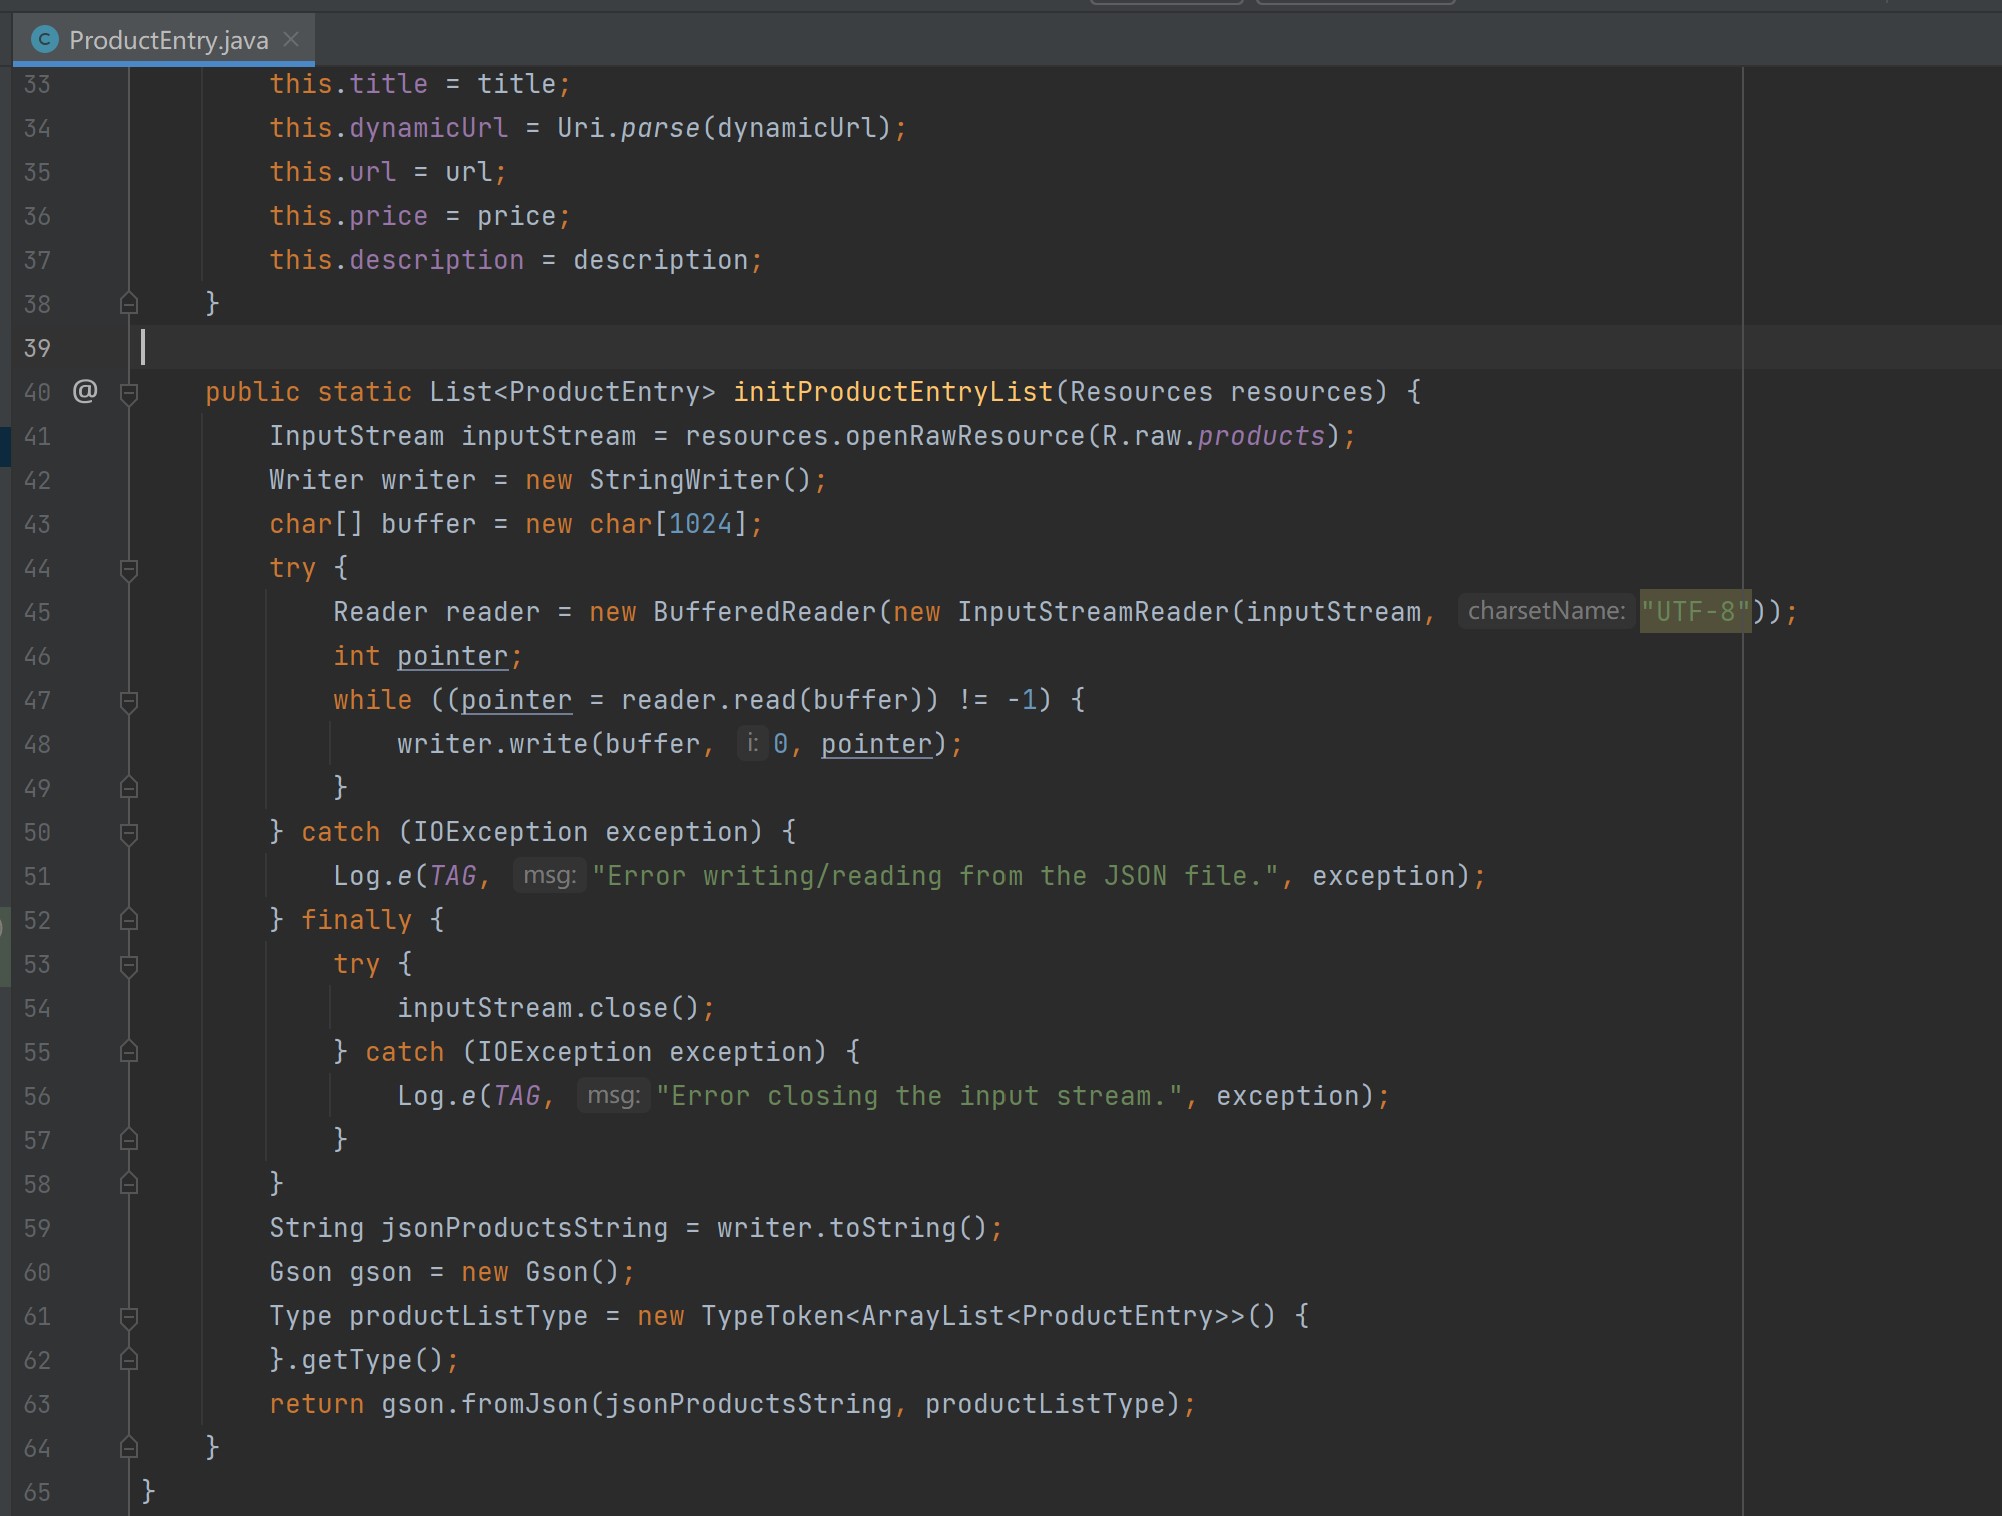 ProductEntry.java
33 this.title = title;
34 this.dynamicUrl = Uri.parse(dynamicUrl);
35 this.url = url;
36 this.price = price;
37 this.description = description;
38 }
39
40 @ public static List<ProductEntry> initProductEntryList(Resources resources) {
41 InputStream inputStream = resources.openRawResource(R.raw.products);
42 Writer writer = new StringWriter();
43 char[] buffer = new char[1024];
44 try {
45 Reader reader = new BufferedReader(new InputStreamReader(inputStream, charsetName: "UTF-8"));
46 int pointer;
47 while ((pointer = reader.read(buffer)) != -1) {
48 writer.write(buffer, i: 0, pointer);
49 }
50 } catch (IOException exception) {
51 Log.e(TAG, msg: "Error writing/reading from the JSON file.", exception);
52 } finally {
53 try {
54 inputStream.close();
55 } catch (IOException exception) {
56 Log.e(TAG, msg: "Error closing the input stream.", exception);
57 }
58 }
59 String jsonProductsString = writer.toString();
60 Gson gson = new Gson();
61 Type productListType = new TypeToken<ArrayList<ProductEntry>>() {
62 }.getType();
63 return gson.fromJson(jsonProductsString, productListType);
64 }
65 }